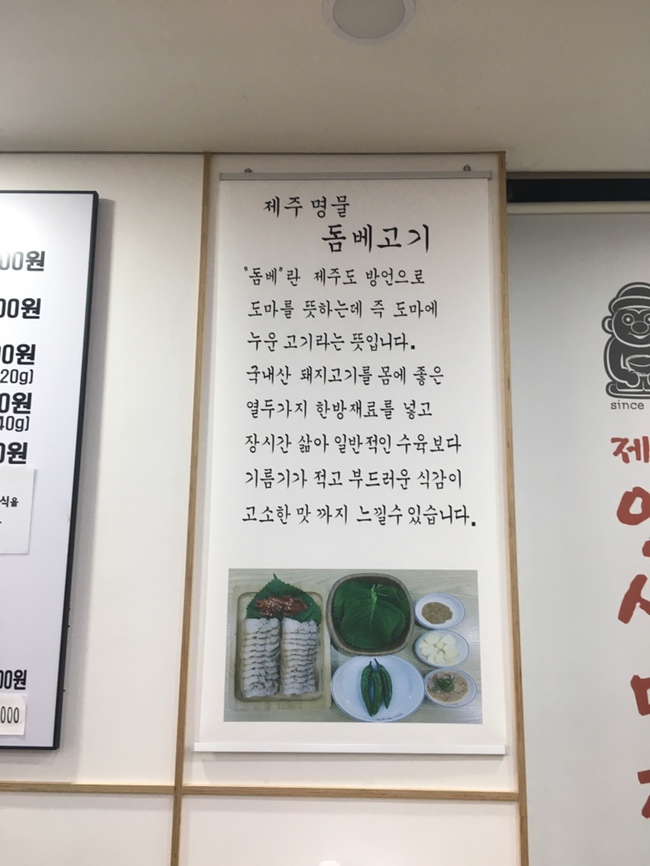 제주 명물
돔베고기
"돔베"란 제주도 방언으로
도마를 뜻하는데 즉 도마에
누운 고기라는 뜻입니다.
국내산 돼지고기를 몸에 좋은
열두가지 한방재료를 넣고
장시간 삶아 일반적인 수육보다
기름기가 적고 부드러운 식감이
고소한 맛 까지 느낄수 있습니다.
00원
00원
00원
20g)
0원
40g)
0원
식을
00원
000
since
제